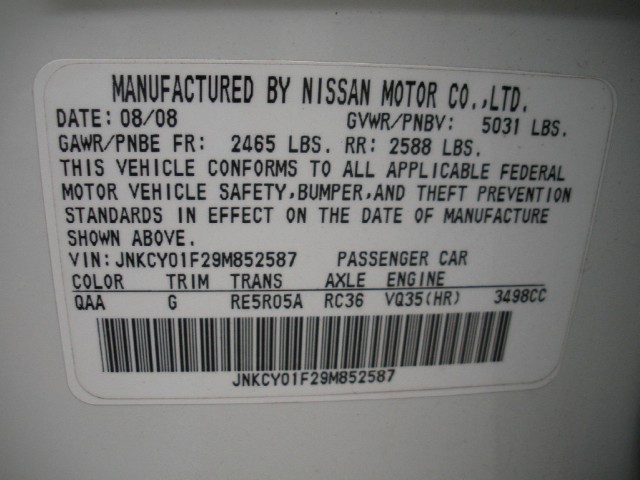 MANUFACTURED BY NISSAN MOTOR CO.,LTD.
DATE: 08/08 GVWR/PNBV: 5031 LBS.
GAWR/PNBE FR: 2465 LBS. RR: 2588 LBS.
THIS VEHICLE CONFORMS TO ALL APPLICABLE FEDERAL
MOTOR VEHICLE SAFETY,BUMPER,AND THEFT PREVENTION
STANDARDS IN EFFECT ON THE DATE OF MANUFACTURE
SHOWN ABOVE.
VIN:JNKCY01F29M852587 PASSENGER CAR
COLOR TRIM TRANS AXLE ENGINE
QAA G RE5R05A RC36 VQ35(HR) 3498CC
JNKCY01F29M852587